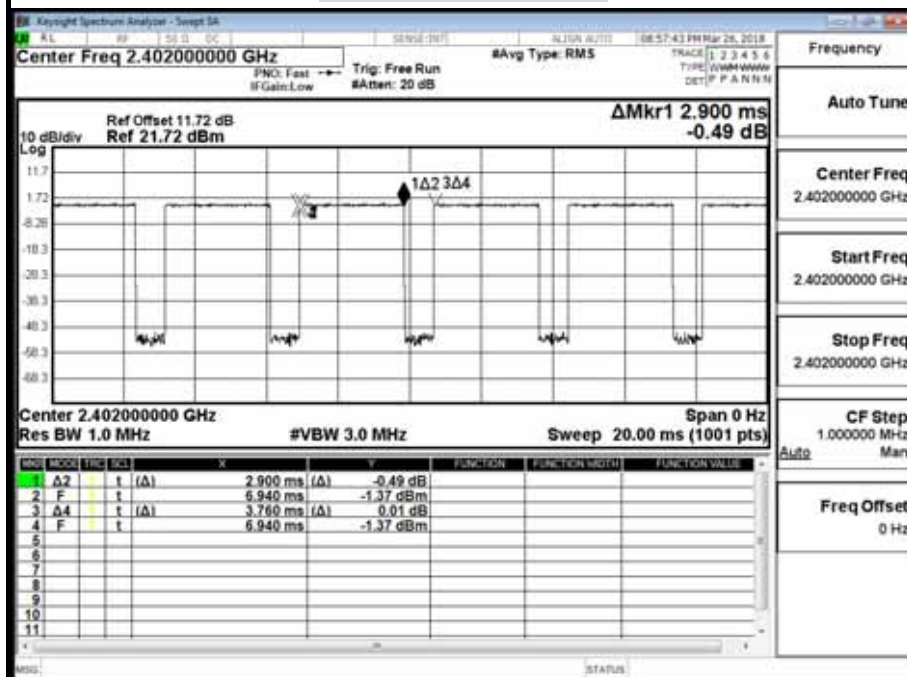 Keysight Spectrum Analyzer - Swept SA
RL RF 50 Ω DC SENSE:INT ALIGN AUTO 08:57:43 PM Mar 26, 2018
Center Freq 2.402000000 GHz
PNO: Fast
IFGain:Low
Trig: Free Run
#Atten: 20 dB
#Avg Type: RMS
TRACE 1 2 3 4 5 6
TYPE
DET P P A N N N
Frequency
ΔMkr1 2.900 ms
-0.49 dB
Ref Offset 11.72 dB
10 dB/div Ref 21.72 dBm
Log
11.7
1.72
-8.28
-18.3
-28.3
-38.3
-48.3
-58.3
-68.3
1Δ2 3Δ4
Center 2.402000000 GHz Span 0 Hz
Res BW 1.0 MHz #VBW 3.0 MHz Sweep 20.00 ms (1001 pts)
MKR MODE TRC SCL X Y FUNCTION FUNCTION WIDTH FUNCTION VALUE
1 Δ2 1 t (Δ) 2.900 ms (Δ) -0.49 dB
2 F 1 t 6.940 ms -1.37 dBm
3 Δ4 1 t (Δ) 3.760 ms (Δ) 0.01 dB
4 F 1 t 6.940 ms -1.37 dBm
5
6
7
8
9
10
11
MSG STATUS
Auto Tune
Center Freq
2.402000000 GHz
Start Freq
2.402000000 GHz
Stop Freq
2.402000000 GHz
CF Step
1.000000 MHz
Auto Man
Freq Offset
0 Hz